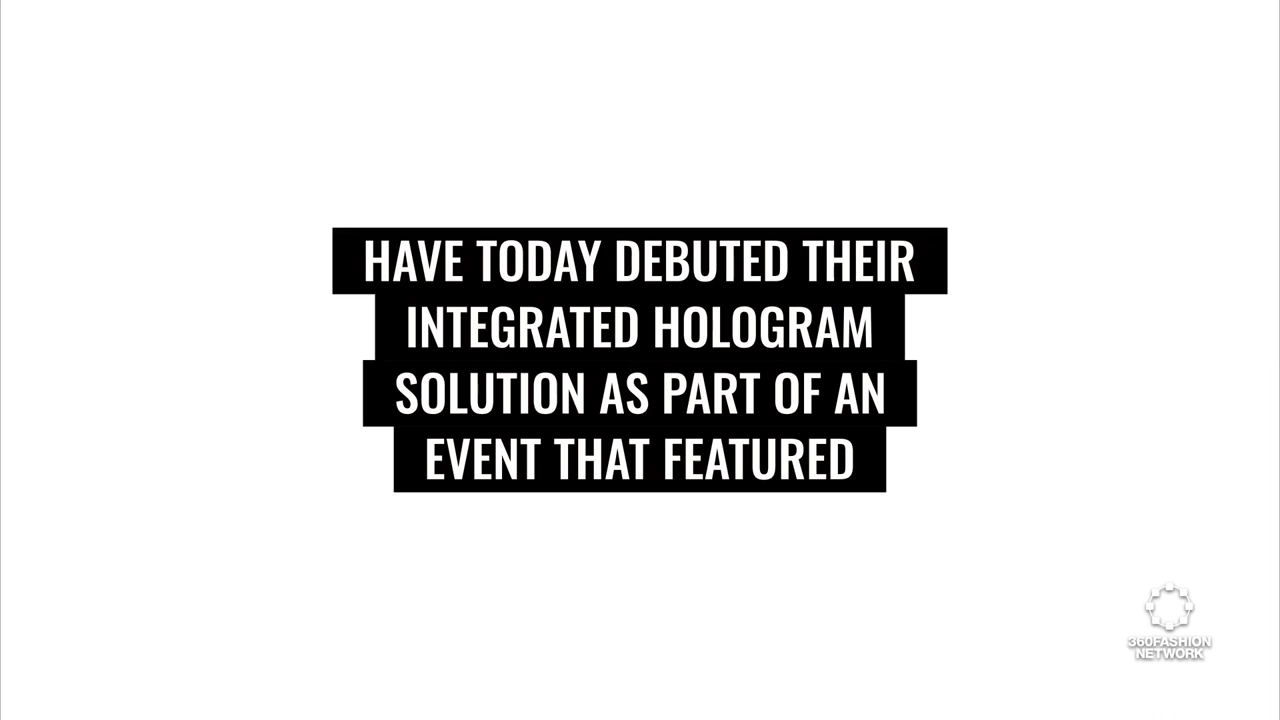 HAVE TODAY DEBUTED THEIR
INTEGRATED HOLOGRAM
SOLUTION AS PART OF AN
EVENT THAT FEATURED
360FASHION
NETWORK